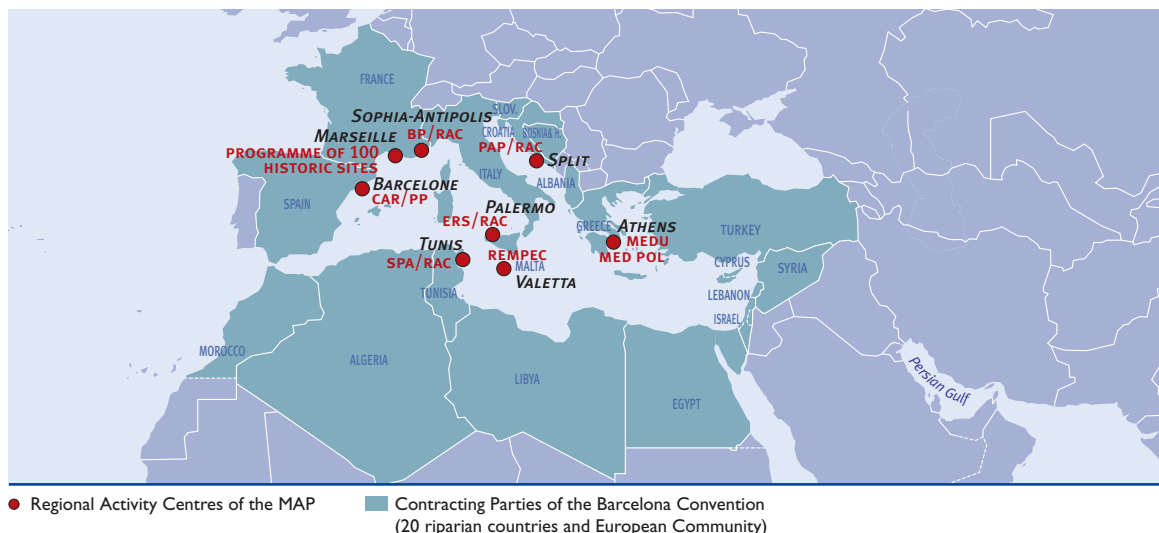 FRANCE
SOPHIA-ANTIPOLIS
SLOV.
MARSEILLE
BP/RAC
CROATIA
BOSNIA& H.
PROGRAMME OF 100
HISTORIC SITES
PAP/RAC
SPLIT
ITALY
BARCELONE
ALBANIA
CAR/PP
SPAIN
PALERMO
ERS/RAC
GREECE
ATHENS
TURKEY
TUNIS
MEDU
REMPEC
MED POL
SPA/RAC
MALTA
CYPRUS
SYRIA
VALETTA
TUNISIA
LEBANON
ISRAEL
MOROCCO
ALGERIA
LIBYA
EGYPT
Persian Gulf
Regional Activity Centres of the MAP
Contracting Parties of the Barcelona Convention
(20 riparian countries and European Community)